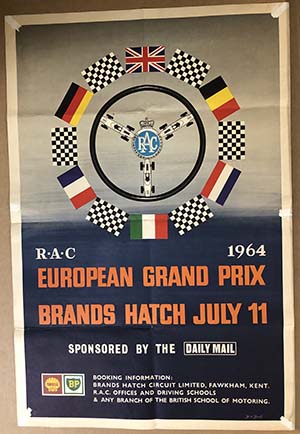 RAC
R·A·C 1964
EUROPEAN GRAND PRIX
BRANDS HATCH JULY 11
SPONSORED BY THE DAILY MAIL
SHELL BP
BOOKING INFORMATION:
BRANDS HATCH CIRCUIT LIMITED, FAWKHAM, KENT.
R.A.C. OFFICES AND DRIVING SCHOOLS
& ANY BRANCH OF THE BRITISH SCHOOL OF MOTORING.